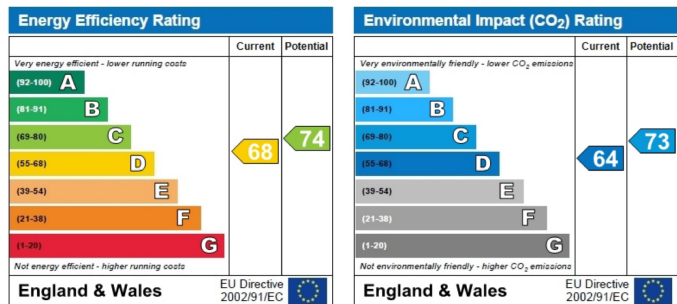 Energy Efficiency Rating
Current Potential
Very energy efficient - lower running costs
(92-100) A
(81-91) B
(69-80) C
(55-68) D
(39-54) E
(21-38) F
(1-20) G
68
74
Not energy efficient - higher running costs
England & Wales
EU Directive
2002/91/EC
Environmental Impact (CO₂) Rating
Current Potential
Very environmentally friendly - lower CO₂ emissions
(92-100) A
(81-91) B
(69-80) C
(55-68) D
(39-54) E
(21-38) F
(1-20) G
64
73
Not environmentally friendly - higher CO₂ emissions
England & Wales
EU Directive
2002/91/EC